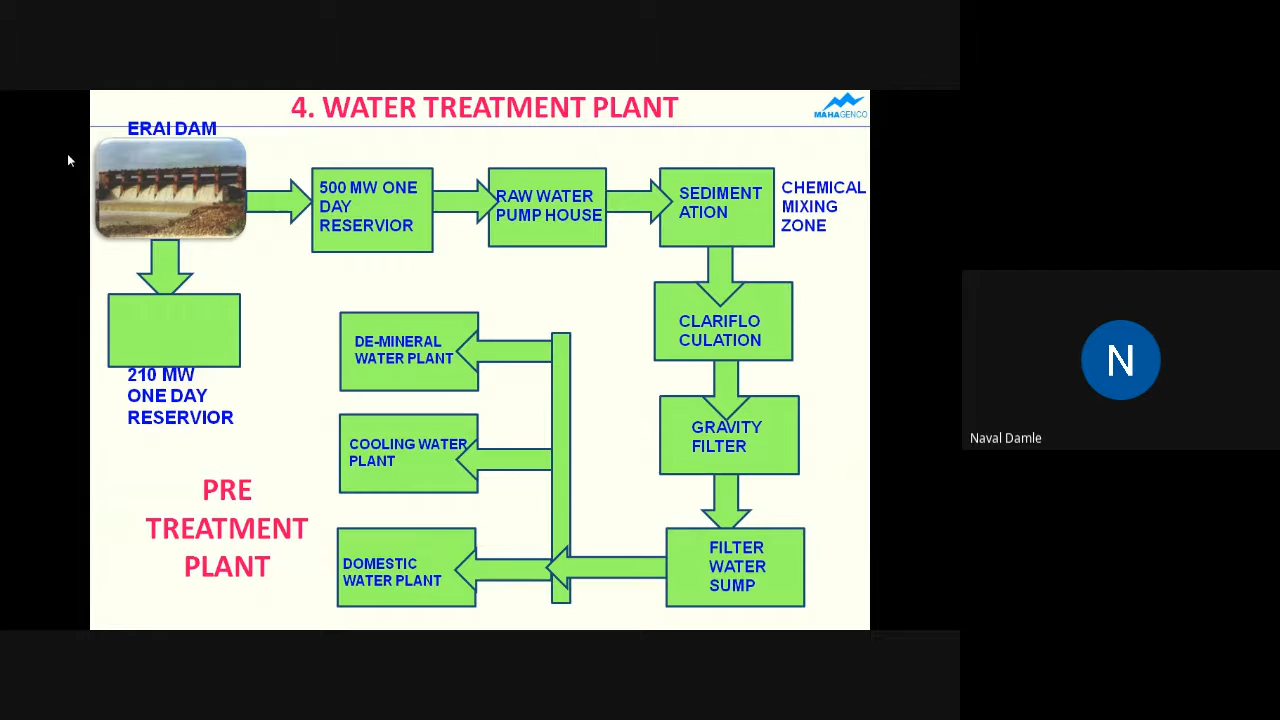 4. WATER TREATMENT PLANT
MAHAGENCO
ERAI DAM
500 MW ONE
DAY
RESERVIOR
RAW WATER
PUMP HOUSE
SEDIMENT
ATION
CHEMICAL
MIXING
ZONE
210 MW
ONE DAY
RESERVIOR
CLARIFLO
CULATION
GRAVITY
FILTER
FILTER
WATER
SUMP
DE-MINERAL
WATER PLANT
COOLING WATER
PLANT
DOMESTIC
WATER PLANT
PRE
TREATMENT
PLANT
N
Naval Damle